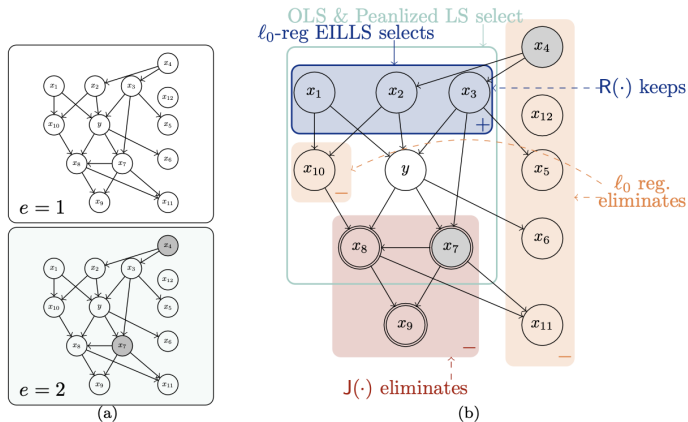 x₄
x₁ x₂ x₃
x₁₂
x₁₀ y x₅
x₆
x₈ x₇
x₉ x₁₁
e = 1
x₄
x₁ x₂ x₃
x₁₂
x₁₀ y x₅
x₆
x₈ x₇
x₉ x₁₁
e = 2
(a)
OLS & Peanlized LS select
ℓ₀-reg EILLS selects
x₄
x₁ x₂ x₃
R(·) keeps
+
x₁₂
x₁₀ y x₅
−
ℓ₀ reg.
eliminates
x₈ x₇ x₆
x₉ x₁₁
−
−
J(·) eliminates
(b)